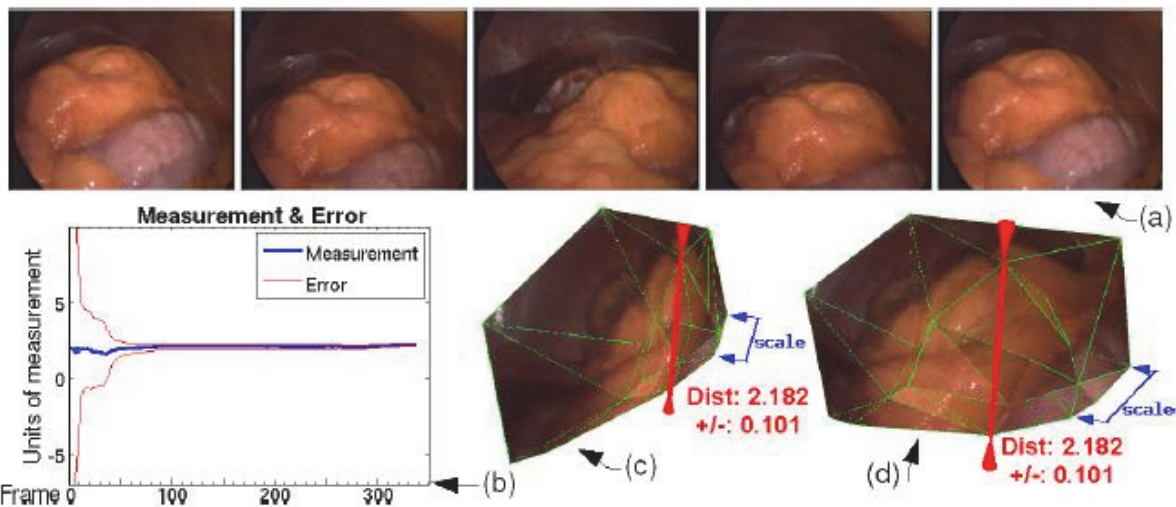 (a)
Measurement & Error
Measurement
Error
Units of measurement
5
0
-5
Frame 0 100 200 300
(b)
scale
Dist: 2.182
+/-: 0.101
(c)
scale
Dist: 2.182
+/-: 0.101
(d)